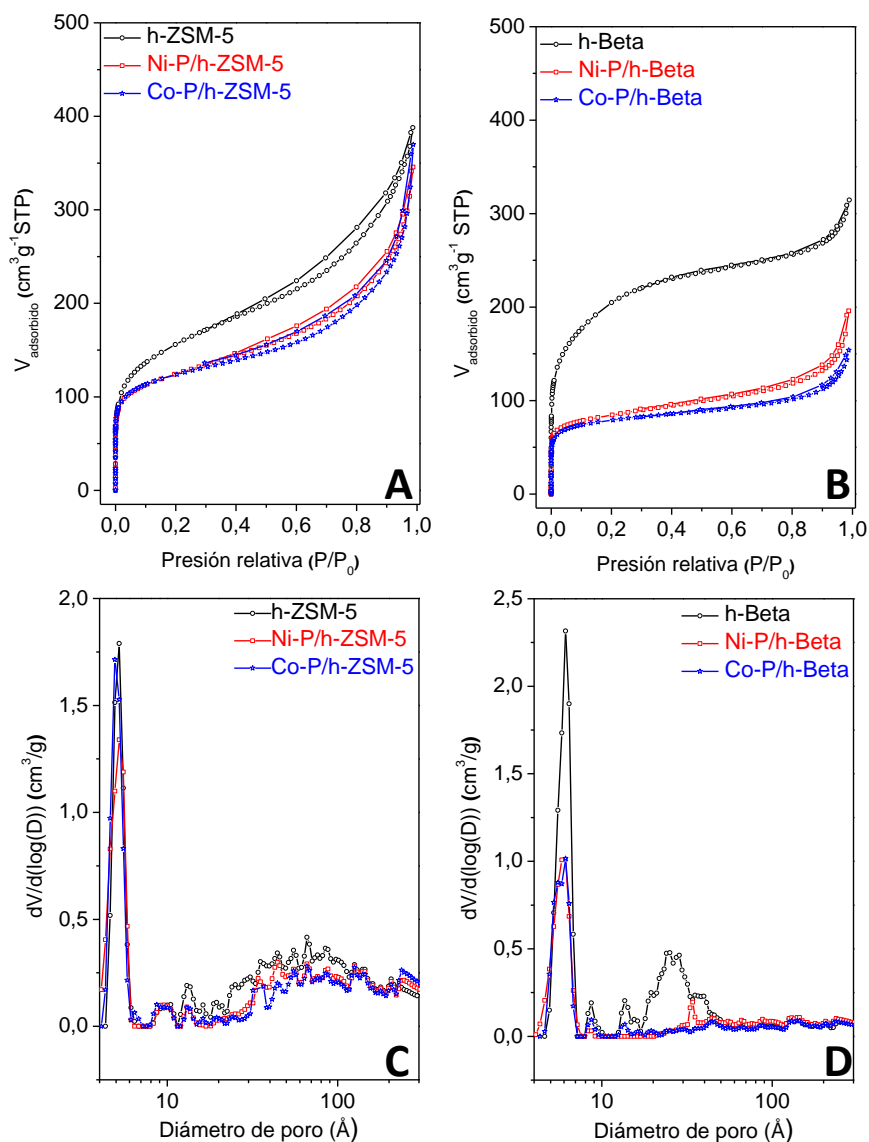 500
400
300
200
100
0
V adsorbido (cm³g⁻¹STP)
h-ZSM-5
Ni-P/h-ZSM-5
Co-P/h-ZSM-5
A
0,0 0,2 0,4 0,6 0,8 1,0
Presión relativa (P/P₀)
500
400
300
200
100
0
V adsorbido (cm³g⁻¹ STP)
h-Beta
Ni-P/h-Beta
Co-P/h-Beta
B
0,0 0,2 0,4 0,6 0,8 1,0
Presión relativa (P/P₀)
2,0
1,5
1,0
0,5
0,0
dV/d(log(D)) (cm³/g)
h-ZSM-5
Ni-P/h-ZSM-5
Co-P/h-ZSM-5
C
10 100
Diámetro de poro (Å)
2,5
2,0
1,5
1,0
0,5
0,0
dV/d(log(D)) (cm³/g)
h-Beta
Ni-P/h-Beta
Co-P/h-Beta
D
10 100
Diámetro de poro (Å)